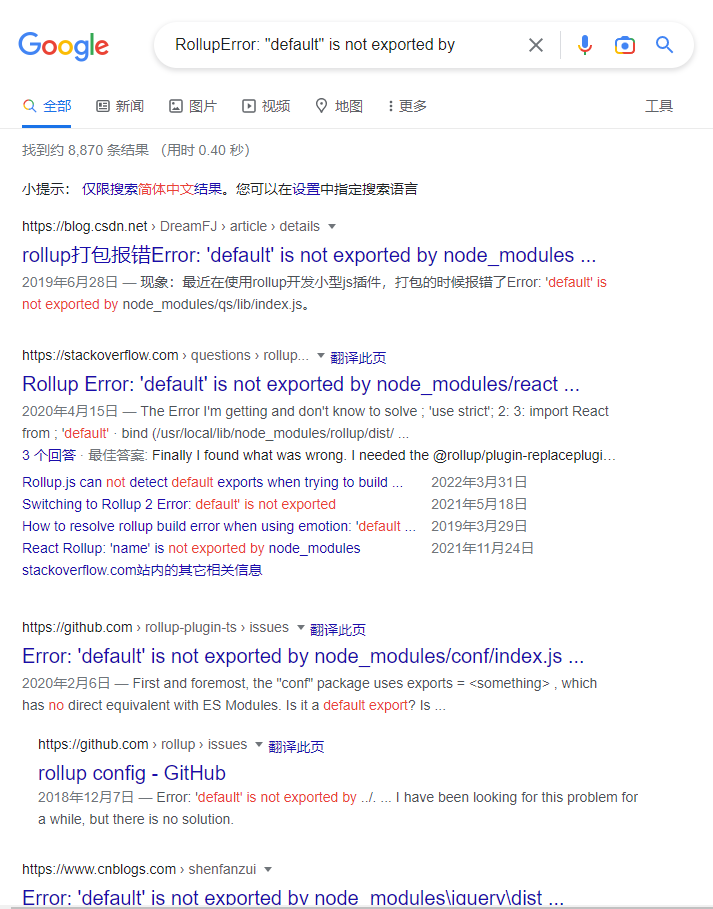 Google
RollupError: "default" is not exported by
全部 新闻 图片 视频 地图 更多 工具
找到约 8,870 条结果 （用时 0.40 秒）
小提示： 仅限搜索简体中文结果。您可以在设置中指定搜索语言
https://blog.csdn.net › DreamFJ › article › details
rollup打包报错Error: 'default' is not exported by node_modules ...
2019年6月28日 — 现象：最近在使用rollup开发小型js插件，打包的时候报错了Error: 'default' is
not exported by node_modules/qs/lib/index.js。
https://stackoverflow.com › questions › rollup... 翻译此页
Rollup Error: 'default' is not exported by node_modules/react ...
2020年4月15日 — The Error I'm getting and don't know to solve ; 'use strict'; 2: 3: import React
from ; 'default' · bind (/usr/local/lib/node_modules/rollup/dist/ ...
3 个回答 · 最佳答案: Finally I found what was wrong. I needed the @rollup/plugin-replaceplugi...
Rollup.js can not detect default exports when trying to build ... 2022年3月31日
Switching to Rollup 2 Error: default' is not exported 2021年5月18日
How to resolve rollup build error when using emotion: 'default ... 2019年3月29日
React Rollup: 'name' is not exported by node_modules 2021年11月24日
stackoverflow.com站内的其它相关信息
https://github.com › rollup-plugin-ts › issues 翻译此页
Error: 'default' is not exported by node_modules/conf/index.js ...
2020年2月6日 — First and foremost, the "conf" package uses exports = <something> , which
has no direct equivalent with ES Modules. Is it a default export? Is ...
https://github.com › rollup › issues 翻译此页
rollup config - GitHub
2018年12月7日 — Error: 'default' is not exported by ../. ... I have been looking for this problem for
a while, but there is no solution.
https://www.cnblogs.com › shenfanzui
Error: 'default' is not exported by node_modules\jquery\dist ...